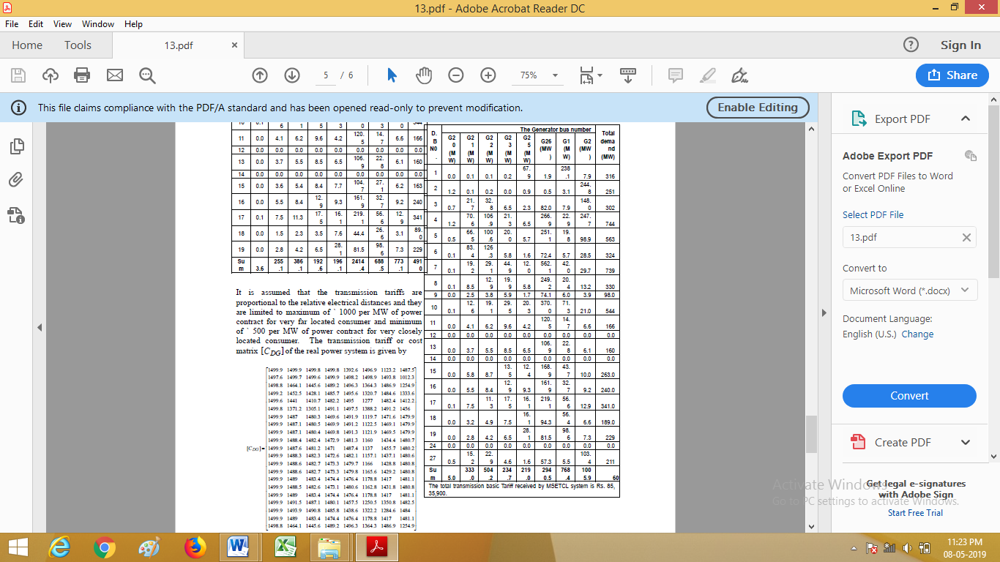 13.pdf - Adobe Acrobat Reader DC
File Edit View Window Help
Home Tools 13.pdf × Sign In
5 / 6 75% Share
This file claims compliance with the PDF/A standard and has been opened read-only to prevent modification. Enable Editing
6 1 5 3 0 3 0
11 0.0 4.1 6.2 9.6 4.2 120.5 14.7 6.6 166
12 0.0 0.0 0.0 0.0 0.0 0.0 0.0 0.0 0.0
13 0.0 3.7 5.5 8.5 6.5 106.9 22.8 6.1 160
14 0.0 0.0 0.0 0.0 0.0 0.0 0.0 0.0 0.0
15 0.0 3.6 5.4 8.4 7.7 104.7 27.1 6.2 163
16 0.0 5.5 8.4 12.9 9.3 161.9 32.7 9.2 240
17 0.1 7.5 11.3 17.5 16.1 219.1 56.6 12.9 341
18 0.0 1.5 2.3 3.5 7.6 44.4 26.6 3.1 89.0
19 0.0 2.8 4.2 6.5 28.1 81.5 98.6 7.3 229
Sum 3.6 255.1 386.1 192.6 196.1 2414.4 688.5 773.1 4910
It is assumed that the transmission tariffs are
proportional to the relative electrical distances and they
are limited to maximum of ` 1000 per MW of power
contract for very far located consumer and minimum
of ` 500 per MW of power contract for very closely
located consumer. The transmission tariff or cost
matrix [CDG] of the real power system is given by
1499.9 1499.9 1499.8 1499.8 1392.6 1496.9 1123.2 1487.5
1497.6 1499.7 1499.6 1499.9 1498.2 1498.9 1493.8 1012.3
1498.8 1464.1 1445.6 1489.2 1496.3 1364.3 1486.9 1254.9
1499.2 1452.5 1428.1 1485.7 1495.6 1320.7 1484.6 1333.6
1499.6 1441 1410.7 1482.2 1495 1277 1482.4 1412.2
1499.8 1371.2 1305.1 1491.1 1497.5 1388.2 1491.2 1456
1499.9 1487 1480.3 1469.6 1491.9 1119.7 1471.6 1479.9
1499.9 1487.1 1480.5 1469.9 1491.2 1122.5 1469.1 1479.9
1499.9 1487.1 1480.4 1469.8 1491.3 1121.9 1469.5 1479.9
1499.9 1488.4 1482.4 1472.9 1481.3 1160 1434.4 1480.7
[CDG]= 1499.9 1487.6 1481.2 1471 1487.4 1137 1455.7 1480.2
1499.9 1488.3 1482.3 1472.6 1482.1 1157.1 1437.1 1480.6
1499.9 1488.6 1482.7 1473.3 1479.7 1166 1428.8 1480.8
1499.9 1488.6 1482.7 1473.3 1479.8 1165.6 1429.2 1480.8
1499.9 1489 1483.4 1474.4 1476.4 1178.8 1417 1481.1
1499.9 1488.5 1482.6 1473.1 1480.6 1162.8 1431.8 1480.8
1499.9 1489 1483.4 1474.4 1476.4 1178.8 1417 1481.1
1499.9 1491.5 1487.1 1480.1 1457.5 1250.5 1350.8 1482.5
1499.9 1493.9 1490.8 1485.8 1438.6 1322.2 1284.6 1484
1499.9 1489 1483.4 1474.4 1476.4 1178.8 1417 1481.1
1498.8 1464.1 1445.6 1489.2 1496.3 1364.3 1486.9 1254.9
The Generator bus number
D.B N0. G20 (MW) G21 (MW) G22 (MW) G23 (MW) G25 (MW) G26 (MW) G1 (MW) G2 (MW) Total demand (MW)
1 0.0 0.1 0.1 0.2 67.9 1.9 238.1 7.9 316
2 1.2 0.1 0.2 0.0 0.9 0.5 3.1 244.8 251
3 0.7 21.7 32.8 6.5 2.3 82.0 7.9 148.0 302
4 1.2 70.6 106.9 21.3 6.5 266.9 22.9 247.7 744
5 0.5 66.5 100.6 20.0 5.7 251.1 19.8 98.9 563
6 0.1 83.4 126.3 5.8 1.6 72.4 5.7 28.5 324
7 0.1 19.2 29.1 44.9 12.0 562.1 42.0 29.7 739
8 0.1 8.5 12.9 19.9 5.8 249.2 20.4 13.2 330
9 0.0 2.5 3.8 5.9 1.7 74.1 6.0 3.9 98.0
10 0.1 12.6 19.1 29.5 20.3 370.0 71.3 21.0 544
11 0.0 4.1 6.2 9.6 4.2 120.5 14.7 6.6 166
12 0.0 0.0 0.0 0.0 0.0 0.0 0.0 0.0 0.0
13 0.0 3.7 5.5 8.5 6.5 106.9 22.8 6.1 160
14 0.0 0.0 0.0 0.0 0.0 0.0 0.0 0.0 0.0
15 0.0 5.8 8.7 13.5 12.4 168.9 43.7 10.0 263.0
16 0.0 5.5 8.4 12.9 9.3 161.9 32.7 9.2 240.0
17 0.1 7.5 11.3 17.5 16.1 219.1 56.6 12.9 341.0
18 0.0 3.2 4.9 7.5 16.1 94.3 56.4 6.6 189.0
19 0.0 2.8 4.2 6.5 28.1 81.5 98.6 7.3 229
24 0.0 0.0 0.0 0.0 0.0 0.0 0.0 0.0 0.0
27 0.5 15.2 22.9 4.6 1.6 57.3 5.5 103.4 211
Sum 5.0 333.0 504.2 234.7 219.0 2940.5 768.4 1005.9 60
The total transmission basic Tariff received by MSETCL system is Rs. 85,
35,900.
Export PDF
Adobe Export PDF
Convert PDF Files to Word
or Excel Online
Select PDF File
13.pdf ×
Convert to
Microsoft Word (*.docx)
Document Language:
English (U.S.) Change
Convert
Create PDF
Activate Windows
Go to PC settings to activate Windows.
Get legal e-signatures
with Adobe Sign
Start Free Trial
11:23 PM
08-05-2019